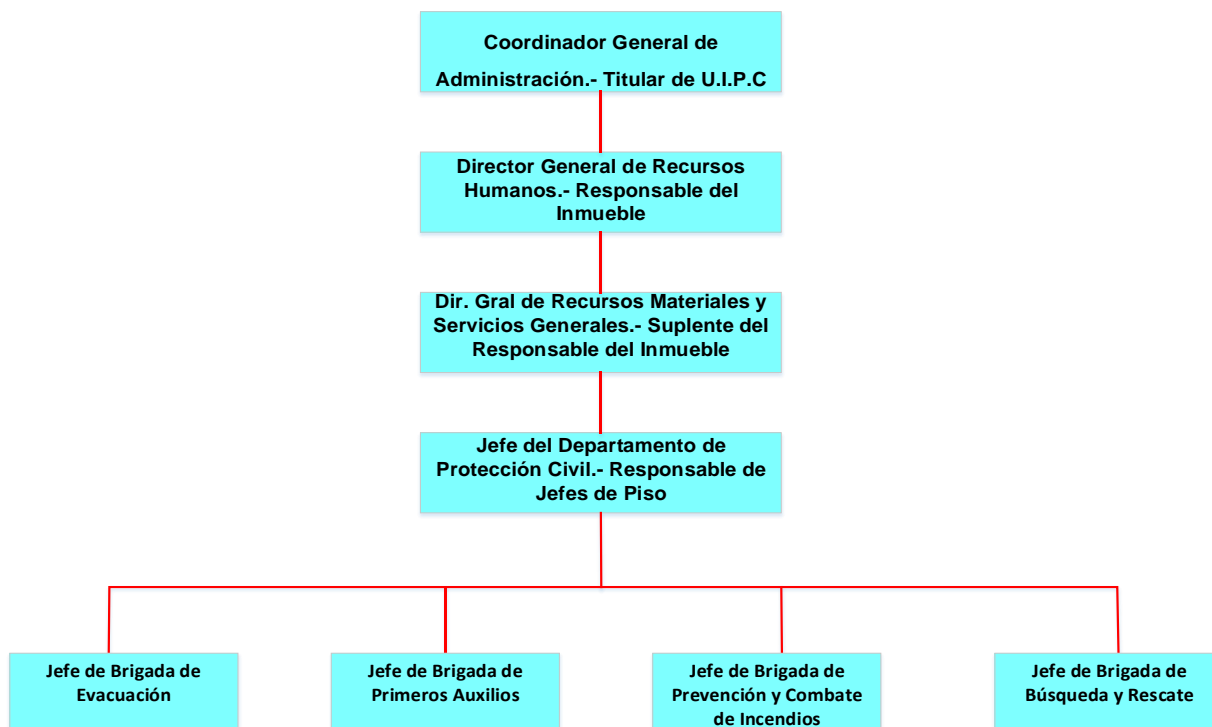 Coordinador General de
Administración.- Titular de U.I.P.C
Director General de Recursos
Humanos.- Responsable del
Inmueble
Dir. Gral de Recursos Materiales y
Servicios Generales.- Suplente del
Responsable del Inmueble
Jefe del Departamento de
Protección Civil.- Responsable de
Jefes de Piso
Jefe de Brigada de
Evacuación
Jefe de Brigada de
Primeros Auxilios
Jefe de Brigada de
Prevención y Combate
de Incendios
Jefe de Brigada de
Búsqueda y Rescate